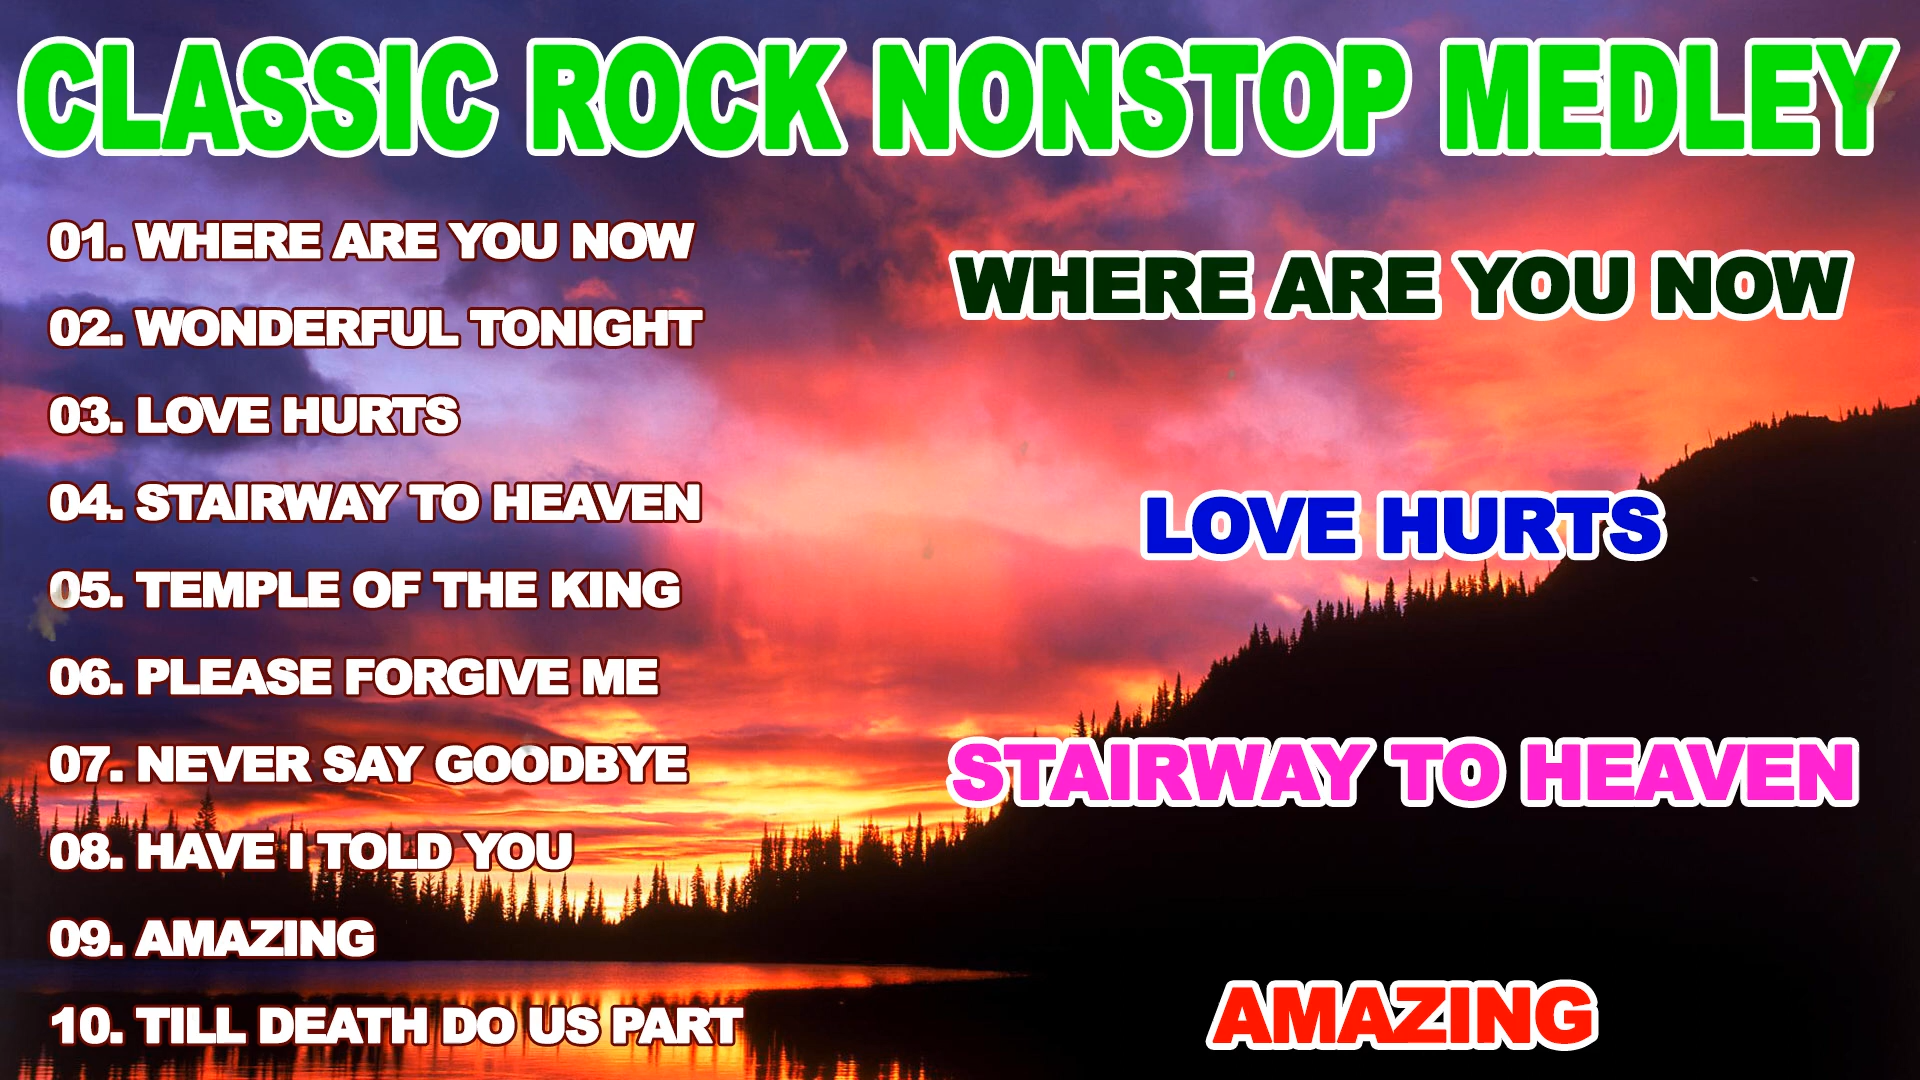 CLASSIC ROCK NONSTOP MEDLEY
01. WHERE ARE YOU NOW
02. WONDERFUL TONIGHT
03. LOVE HURTS
04. STAIRWAY TO HEAVEN
05. TEMPLE OF THE KING
06. PLEASE FORGIVE ME
07. NEVER SAY GOODBYE
08. HAVE I TOLD YOU
09. AMAZING
10. TILL DEATH DO US PART
WHERE ARE YOU NOW
LOVE HURTS
STAIRWAY TO HEAVEN
AMAZING